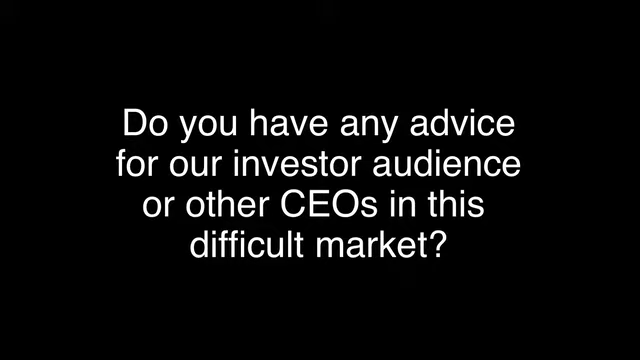 Do you have any advice
for our investor audience
or other CEOs in this
difficult market?